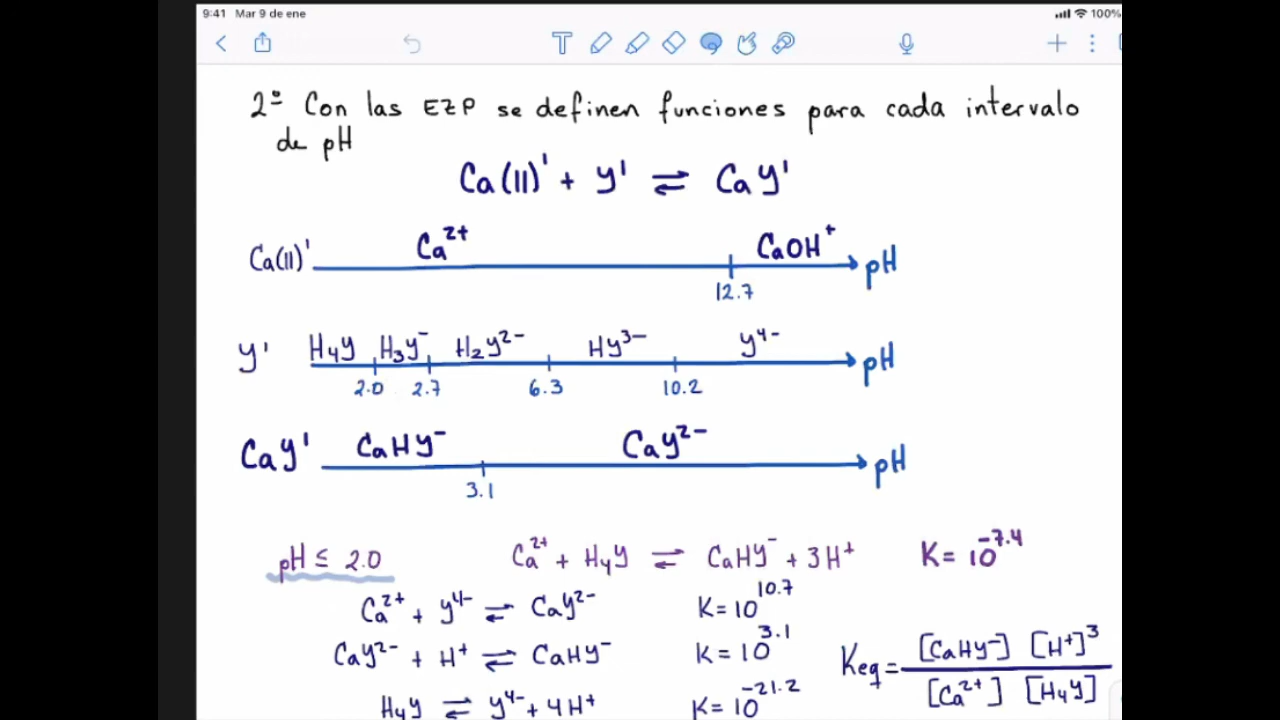 9:41 Mar 9 de ene 100%
2º Con las EZP se definen funciones para cada intervalo
de pH
Ca(II)' + Y' ⇌ CaY'
Ca(II)' Ca²⁺ CaOH⁺ pH
12.7
Y' H₄Y H₃Y⁻ H₂Y²⁻ HY³⁻ Y⁴⁻ pH
2.0 2.7 6.3 10.2
CaY' CaHY⁻ CaY²⁻ pH
3.1
pH ≤ 2.0 Ca²⁺ + H₄Y ⇌ CaHY⁻ + 3H⁺ K = 10^-7.4
Ca²⁺ + Y⁴⁻ ⇌ CaY²⁻ K = 10^10.7
CaY²⁻ + H⁺ ⇌ CaHY⁻ K = 10^3.1
H₄Y ⇌ Y⁴⁻ + 4H⁺ K = 10^-21.2
Keq = [CaHY⁻] [H⁺]³
[Ca²⁺] [H₄Y]